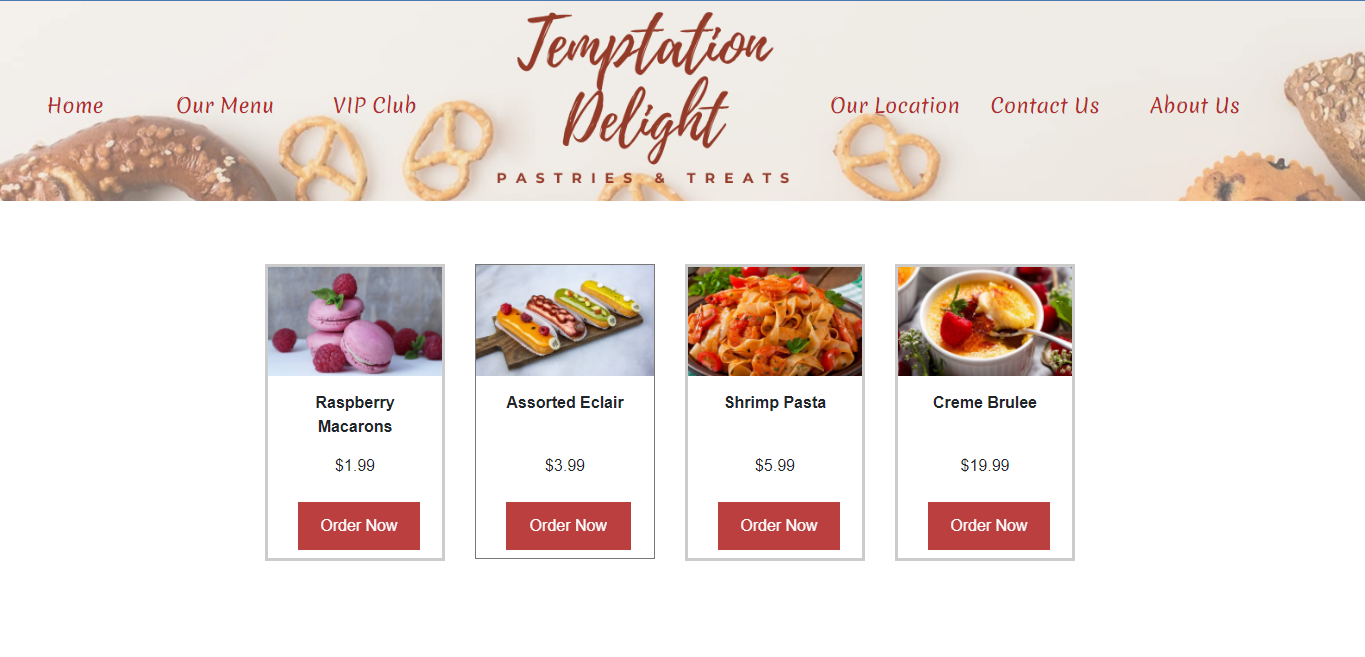 Temptation
Delight
PASTRIES & TREATS
Home
Our Menu
VIP Club
Our Location
Contact Us
About Us
Raspberry
Macarons
$1.99
Order Now
Assorted Eclair
$3.99
Order Now
Shrimp Pasta
$5.99
Order Now
Creme Brulee
$19.99
Order Now